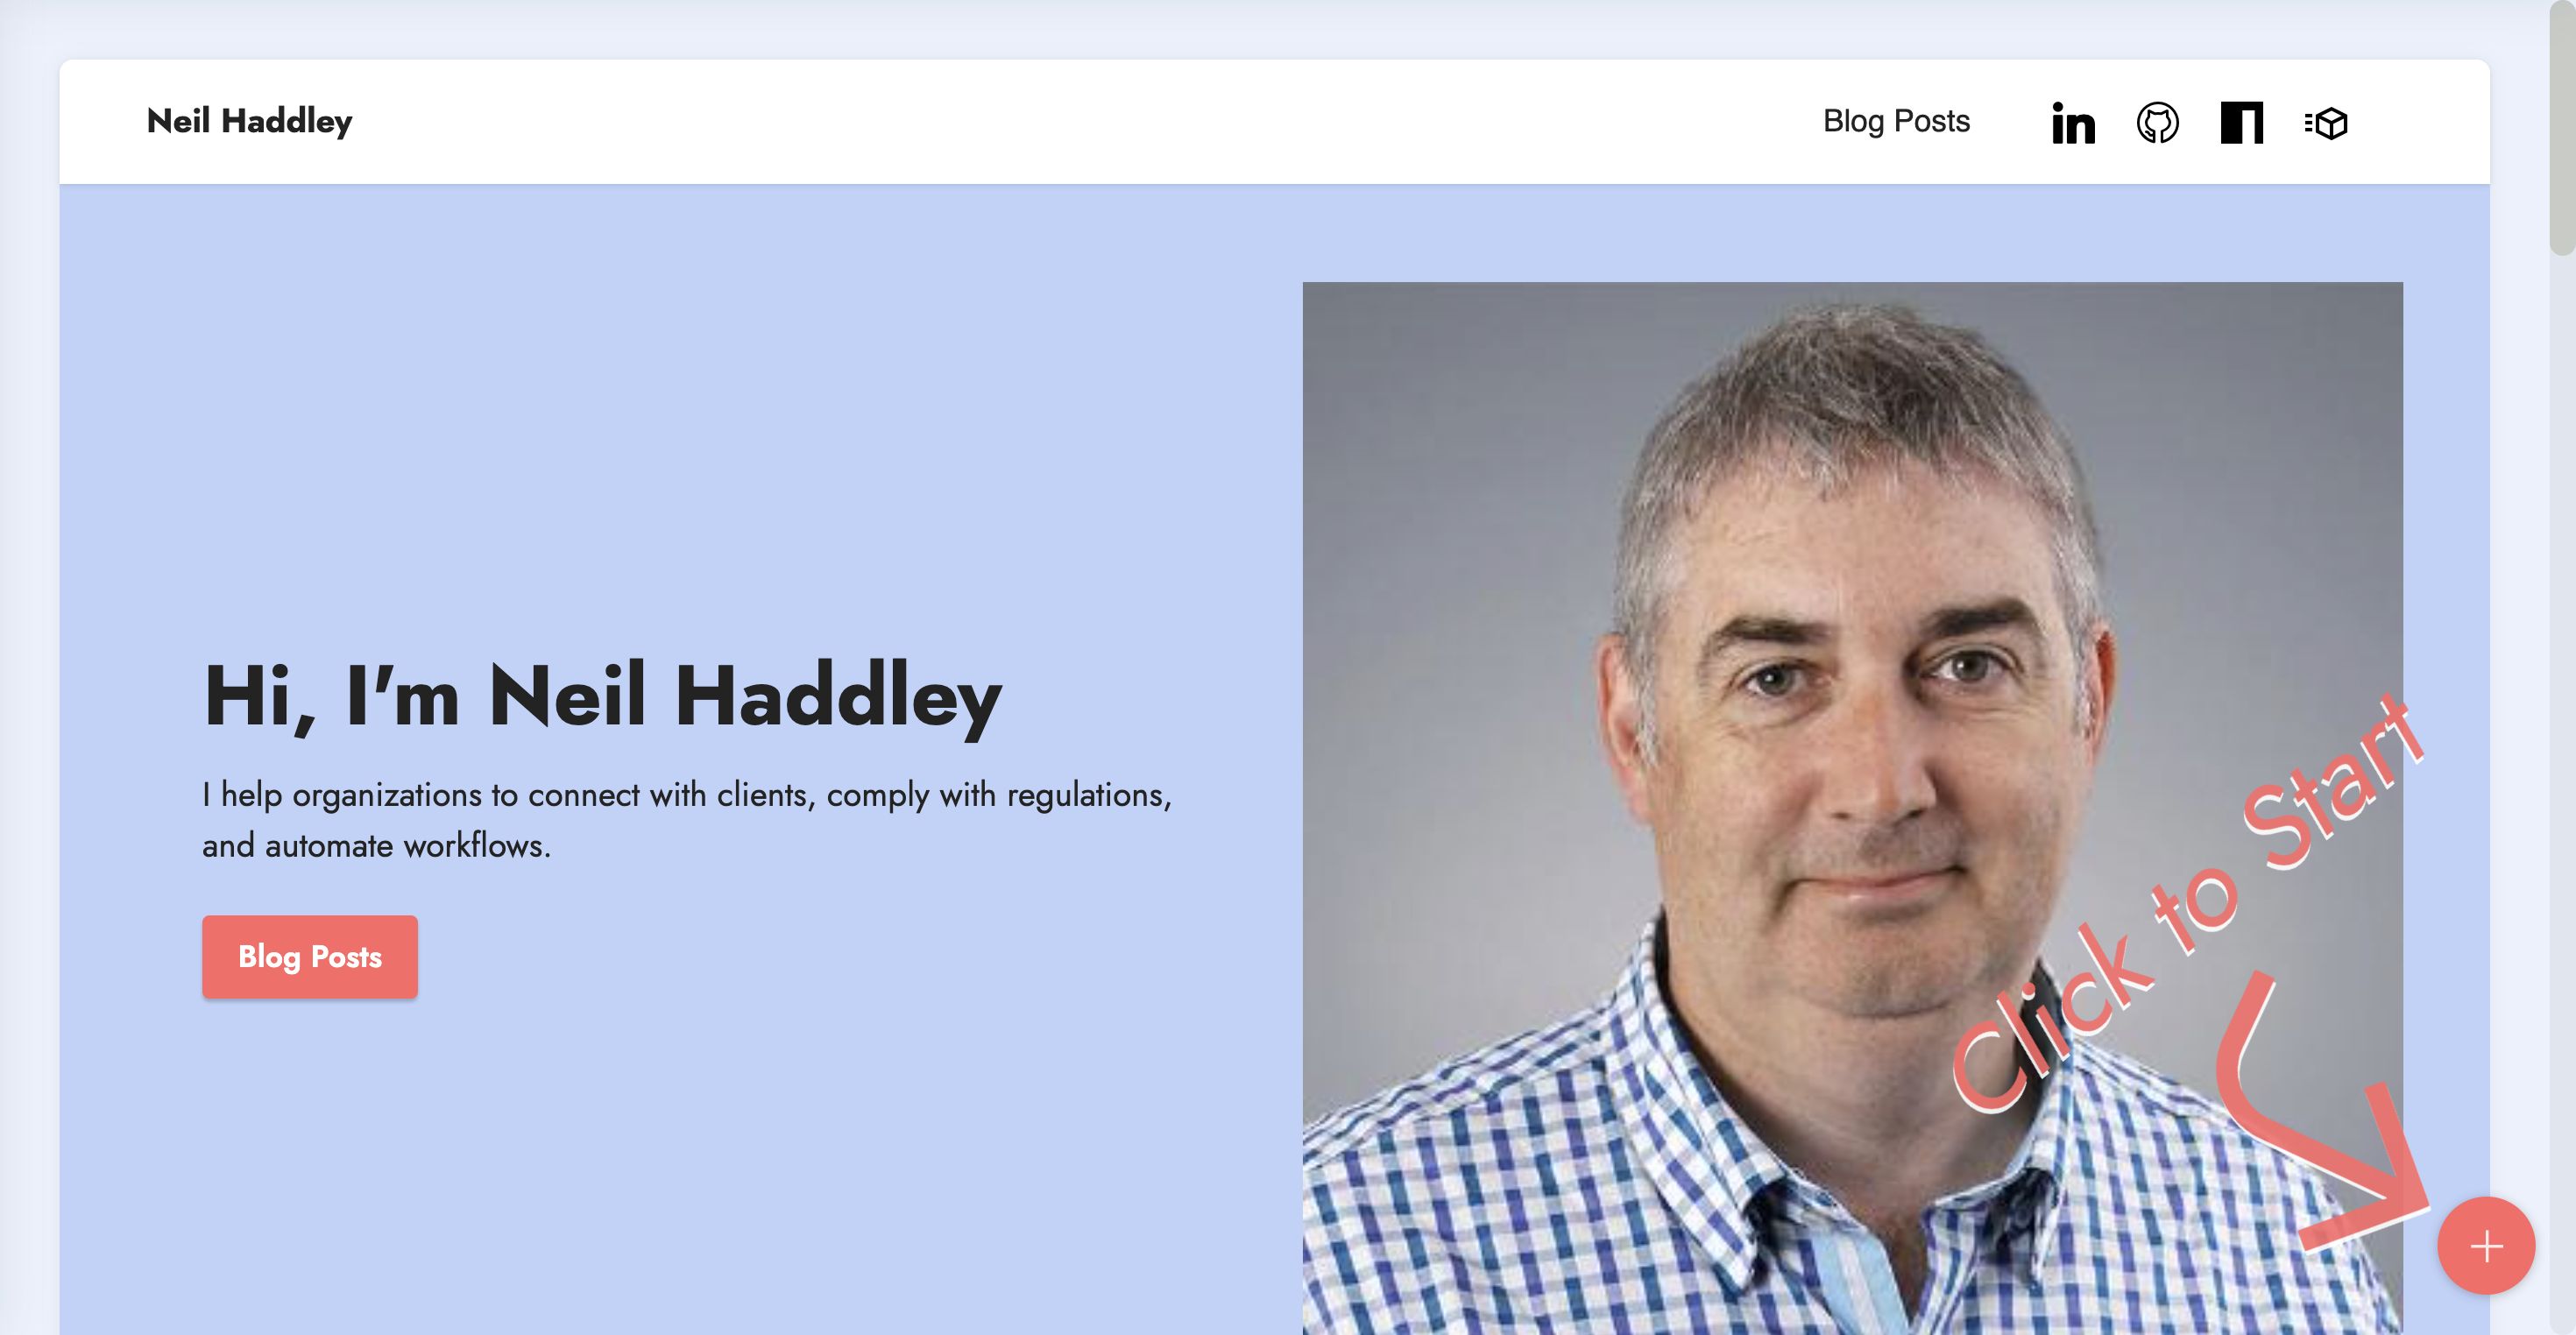 Neil Haddley
Blog Posts
Hi, I'm Neil Haddley
I help organizations to connect with clients, comply with regulations,
and automate workflows.
Blog Posts
Click to Start